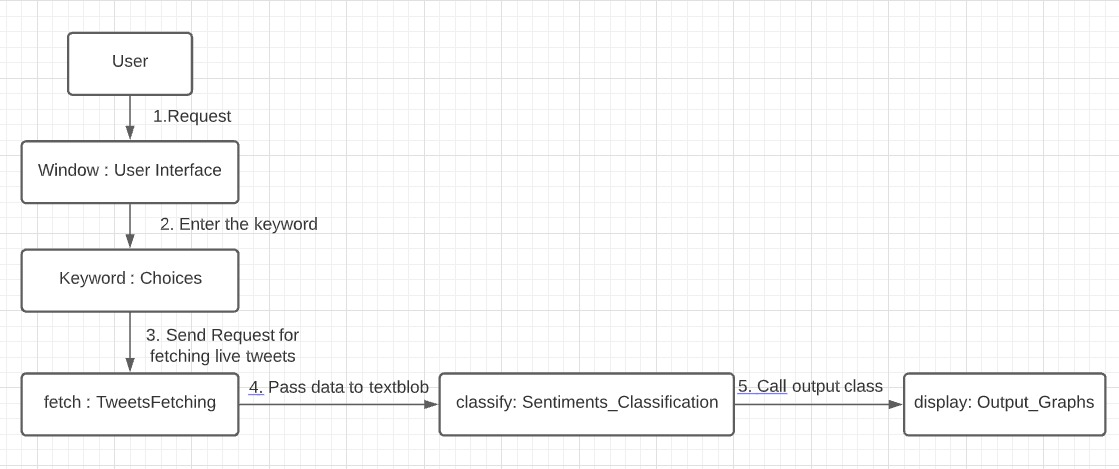 User
1.Request
Window : User Interface
2. Enter the keyword
Keyword : Choices
3. Send Request for
fetching live tweets
fetch : TweetsFetching
4. Pass data to textblob
classify: Sentiments_Classification
5. Call output class
display: Output_Graphs